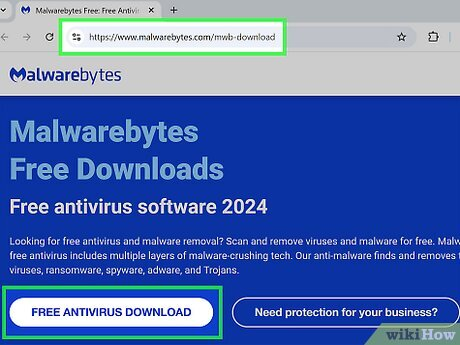 Malwarebytes Free: Free Antivir
https://www.malwarebytes.com/mwb-download
Malwarebytes
Malwarebytes
Free Downloads
Free antivirus software 2024
Looking for free antivirus and malware removal? Scan and remove viruses and malware for free. Malw
free antivirus includes multiple layers of malware-crushing tech. Our anti-malware finds and removes
viruses, ransomware, spyware, adware, and Trojans.
FREE ANTIVIRUS DOWNLOAD
Need protection for your business?
wikiHow